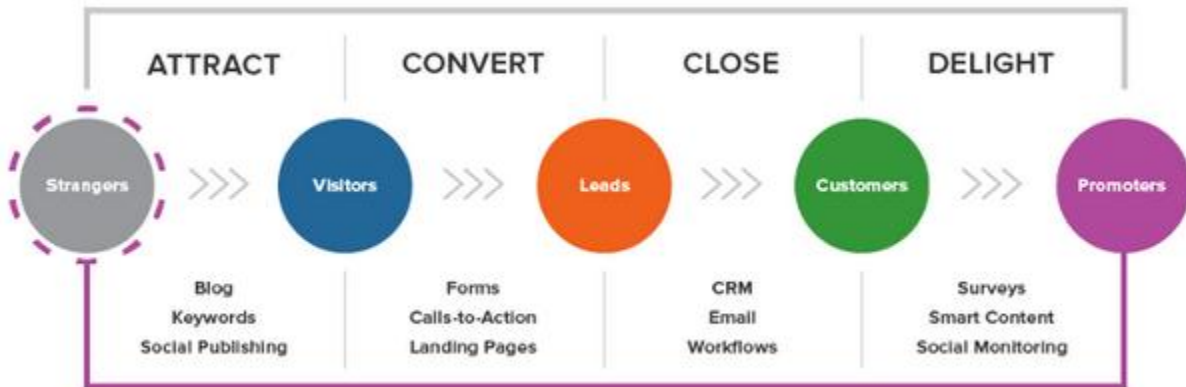 ATTRACT
CONVERT
CLOSE
DELIGHT
Strangers
Visitors
Leads
Customers
Promoters
Blog
Keywords
Social Publishing
Forms
Calls-to-Action
Landing Pages
CRM
Email
Workflows
Surveys
Smart Content
Social Monitoring